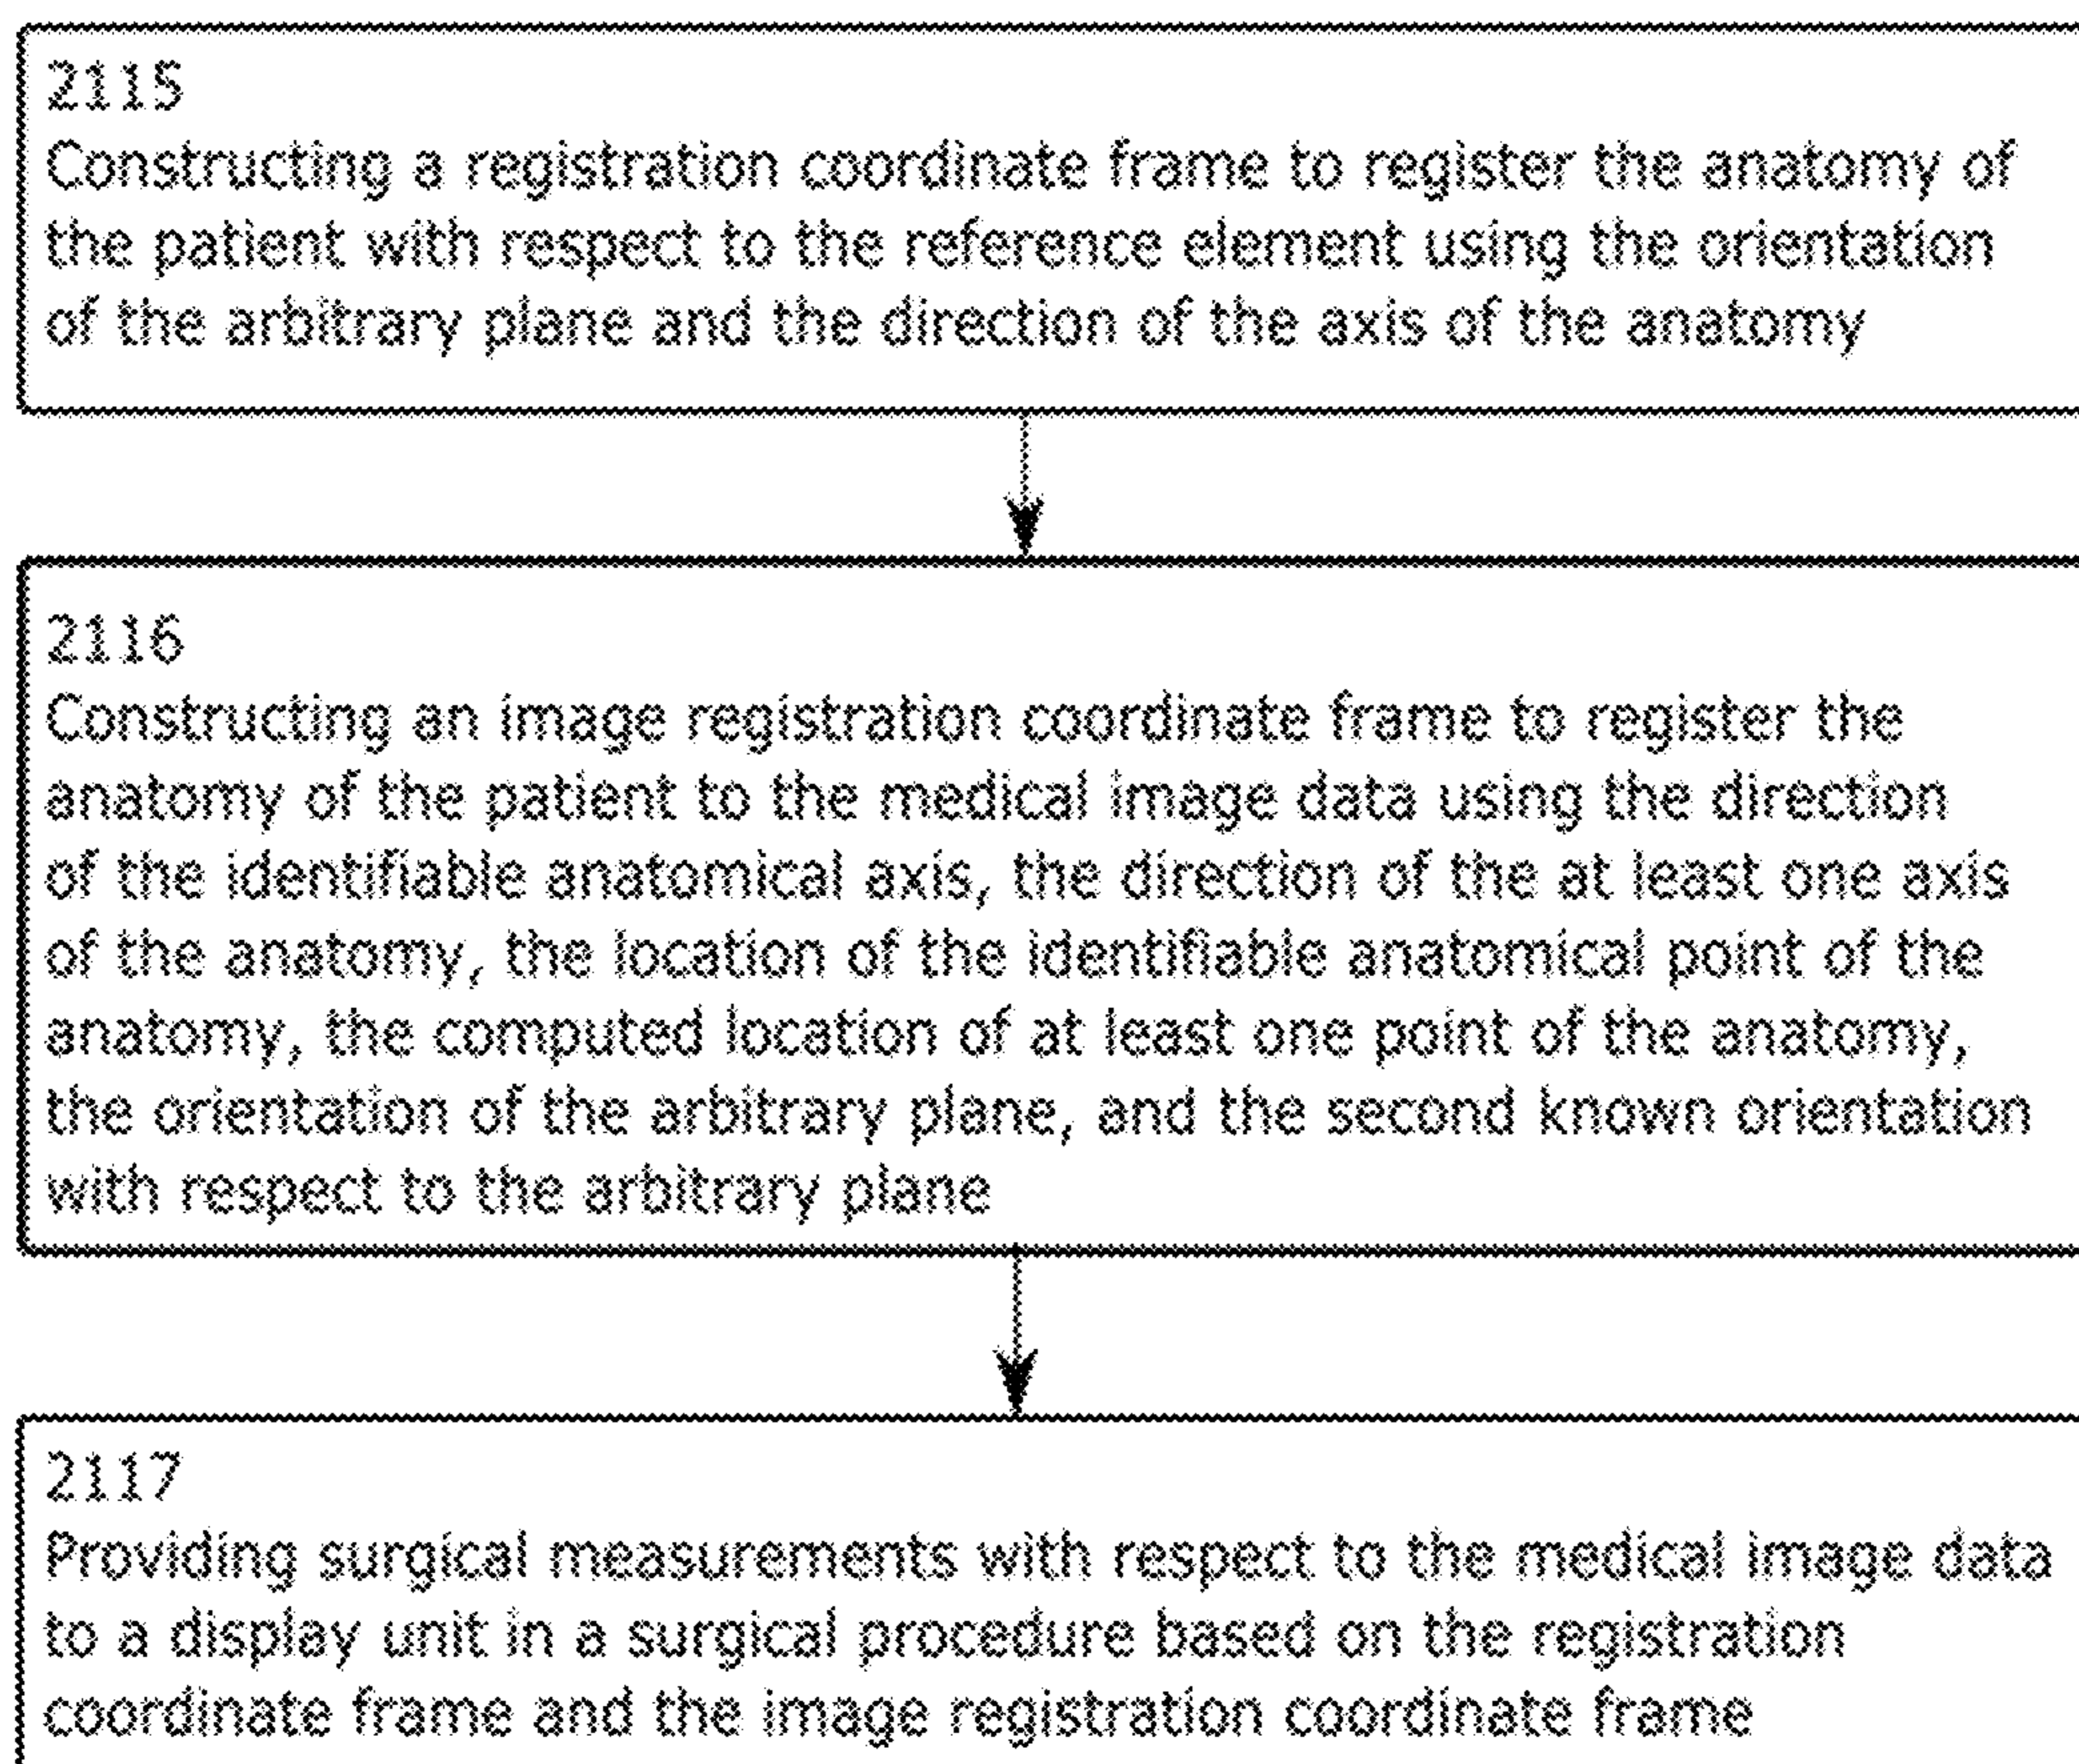 2115
Constructing a registration coordinate frame to register the anatomy of
the patient with respect to the reference element using the orientation
of the arbitrary plane and the direction of the axis of the anatomy
2116
Constructing an image registration coordinate frame to register the
anatomy of the patient to the medical image data using the direction
of the identifiable anatomical axis, the direction of the at least one axis
of the anatomy, the location of the identifiable anatomical point of the
anatomy, the computed location of at least one point of the anatomy,
the orientation of the arbitrary plane, and the second known orientation
with respect to the arbitrary plane
2117
Providing surgical measurements with respect to the medical image data
to a display unit in a surgical procedure based on the registration
coordinate frame and the image registration coordinate frame